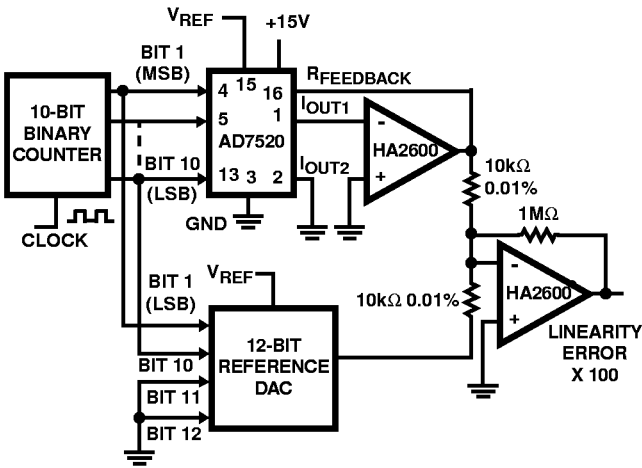 VREF
+15V
BIT 1
(MSB)
RFEEDBACK
15
16
4
IOUT1
1
5
10-BIT
BINARY
COUNTER
AD7520
-
HA2600
+
BIT 10
(LSB)
13
3
2
IOUT2
10kΩ
0.01%
GND
CLOCK
1MΩ
BIT 1
(LSB)
VREF
10kΩ 0.01%
-
HA2600
+
12-BIT
REFERENCE
DAC
BIT 10
BIT 11
BIT 12
LINEARITY
ERROR
X 100